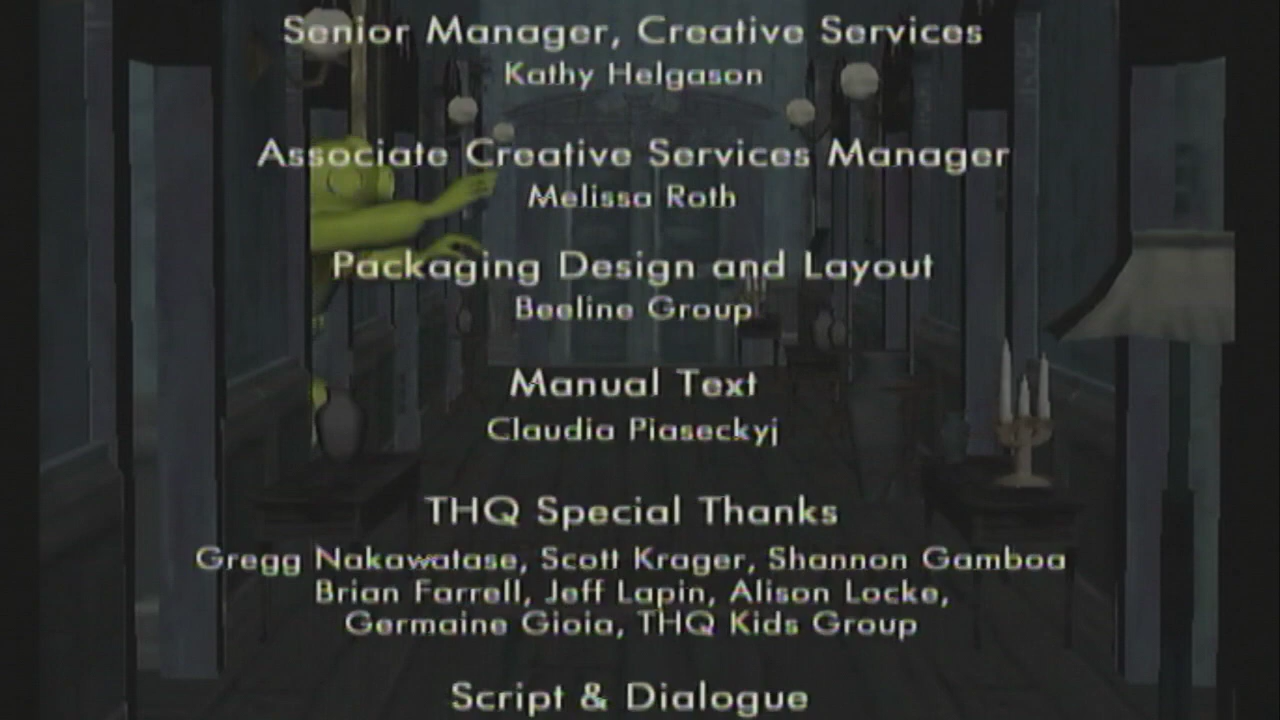 Senior Manager, Creative Services
Kathy Helgason
Associate Creative Services Manager
Melissa Roth
Packaging Design and Layout
Beeline Group
Manual Text
Claudia Piaseckyj
THQ Special Thanks
Gregg Nakawatase, Scott Krager, Shannon Gamboa
Brian Farrell, Jeff Lapin, Alison Locke,
Germaine Gioia, THQ Kids Group
Script & Dialogue